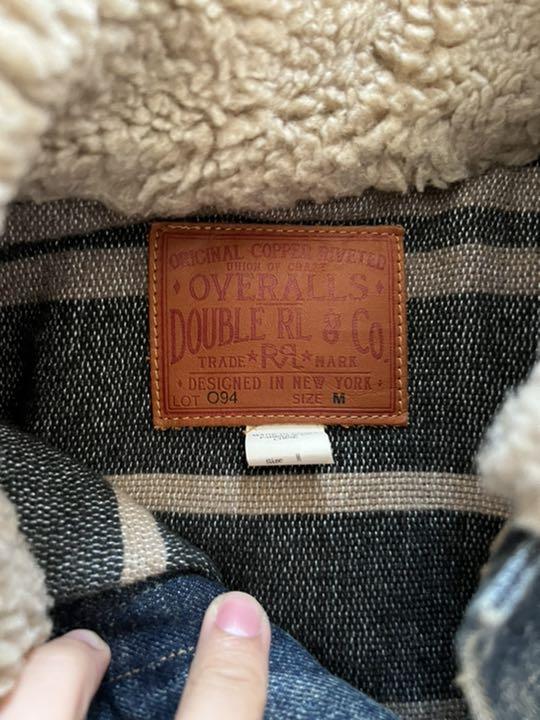 ORIGINAL COPPER RIVETED
UNION OF CRAFT
OVERALLS
DOUBLE RL & Co.
TRADE ★ RRL ★ MARK
DESIGNED IN NEW YORK
LOT 094 SIZE M